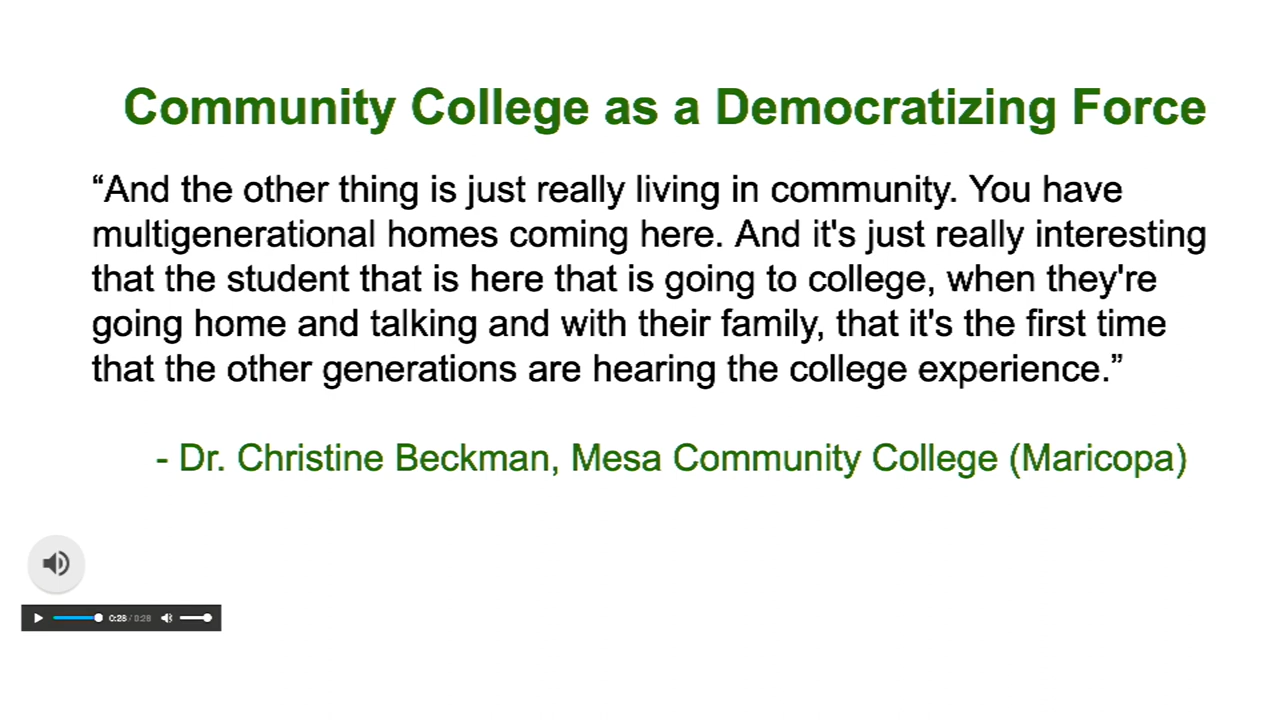 Community College as a Democratizing Force
“And the other thing is just really living in community. You have
multigenerational homes coming here. And it's just really interesting
that the student that is here that is going to college, when they're
going home and talking and with their family, that it's the first time
that the other generations are hearing the college experience.”
- Dr. Christine Beckman, Mesa Community College (Maricopa)
0:28 / 0:28